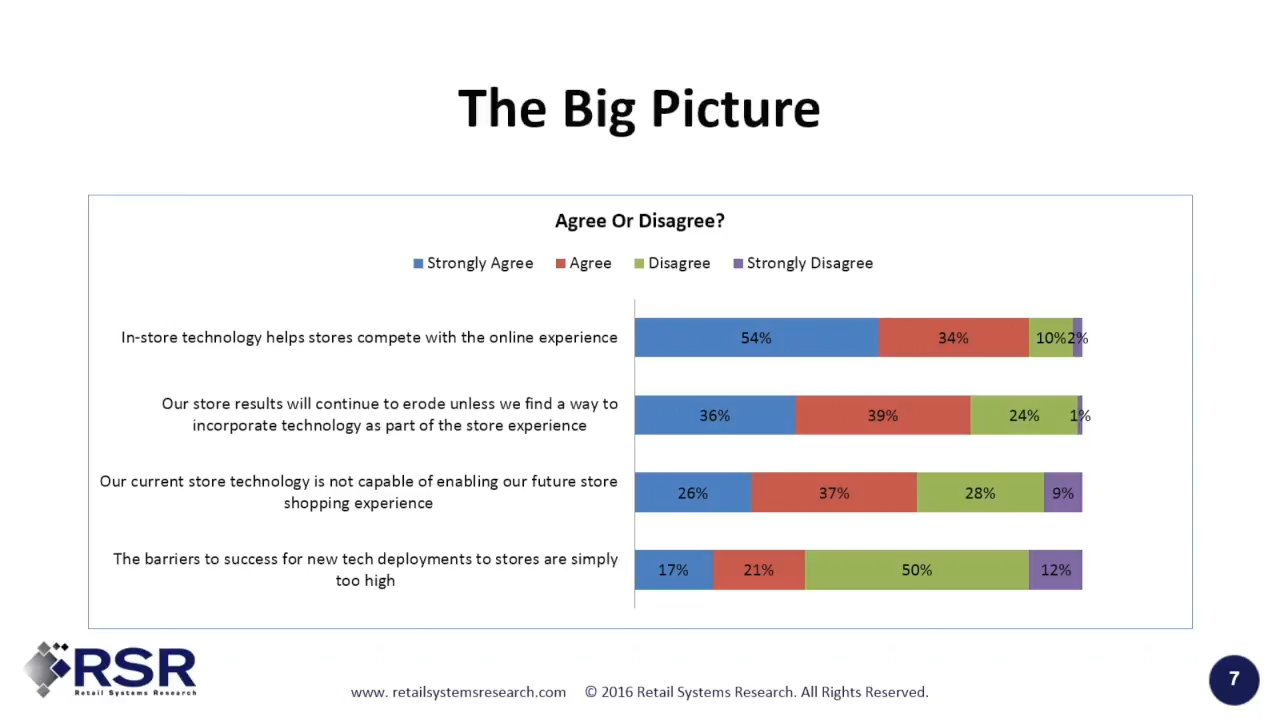 The Big Picture
Agree Or Disagree?
Strongly Agree Agree Disagree Strongly Disagree
In-store technology helps stores compete with the online experience
54% 34% 10% 2%
Our store results will continue to erode unless we find a way to
incorporate technology as part of the store experience
36% 39% 24% 1%
Our current store technology is not capable of enabling our future store
shopping experience
26% 37% 28% 9%
The barriers to success for new tech deployments to stores are simply
too high
17% 21% 50% 12%
RSR
Retail Systems Research
www. retailsystemsresearch.com © 2016 Retail Systems Research. All Rights Reserved.
7